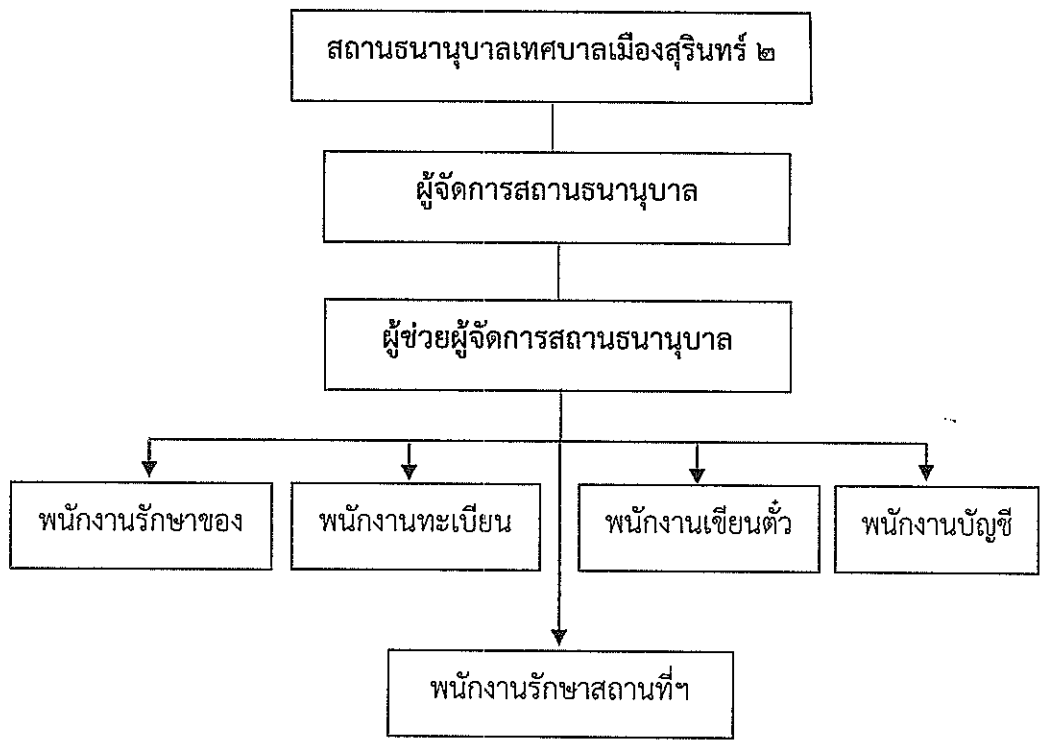 สถานธนานุบาลเทศบาลเมืองสุรินทร์ ๒
ผู้จัดการสถานธนานุบาล
ผู้ช่วยผู้จัดการสถานธนานุบาล
พนักงานรักษาของ
พนักงานทะเบียน
พนักงานเขียนตั๋ว
พนักงานบัญชี
พนักงานรักษาสถานที่ฯ